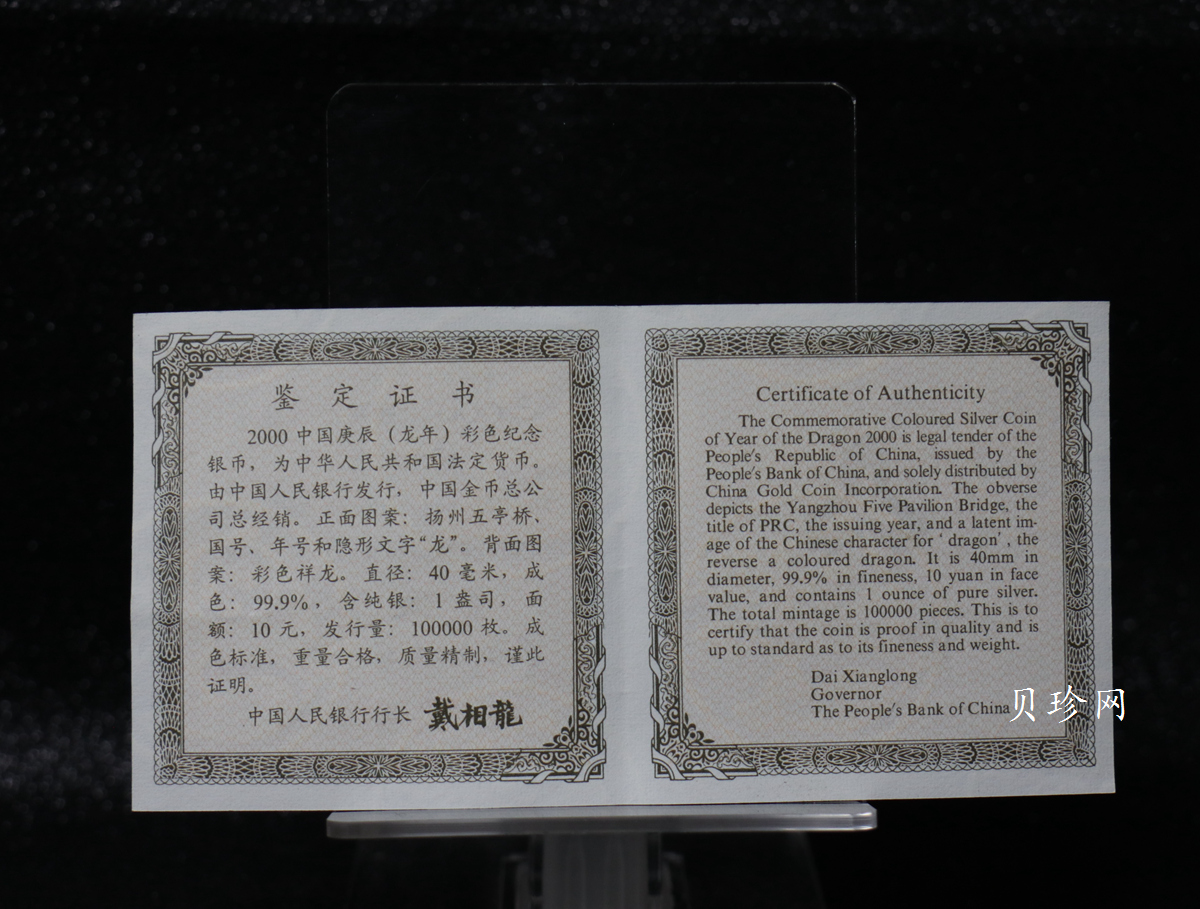 鉴定证书
2000 中国庚辰（龙年）彩色纪念
银币，为中华人民共和国法定货币。
由中国人民银行发行，中国金币总公
司总经销。正面图案：扬州五亭桥、
国号、年号和隐形文字“龙”。背面图
案：彩色祥龙。直径：40 毫米，成
色：99.9%，含纯银：1 盎司，面
额：10 元，发行量：100000 枚。成
色标准，重量合格，质量精制，谨此
证明。
中国人民银行行长 戴相龍
Certificate of Authenticity
The Commemorative Coloured Silver Coin
of Year of the Dragon 2000 is legal tender of the
People's Republic of China, issued by the
People's Bank of China, and solely distributed by
China Gold Coin Incorporation. The obverse
depicts the Yangzhou Five Pavilion Bridge, the
title of PRC, the issuing year, and a latent im-
age of the Chinese character for ' dragon' , the
reverse a coloured dragon. It is 40mm in
diameter, 99.9% in fineness, 10 yuan in face
value, and contains 1 ounce of pure silver.
The total mintage is 100000 pieces. This is to
certify that the coin is proof in quality and is
up to standard as to its fineness and weight.
Dai Xianglong
Governor
The People's Bank of China
贝珍网